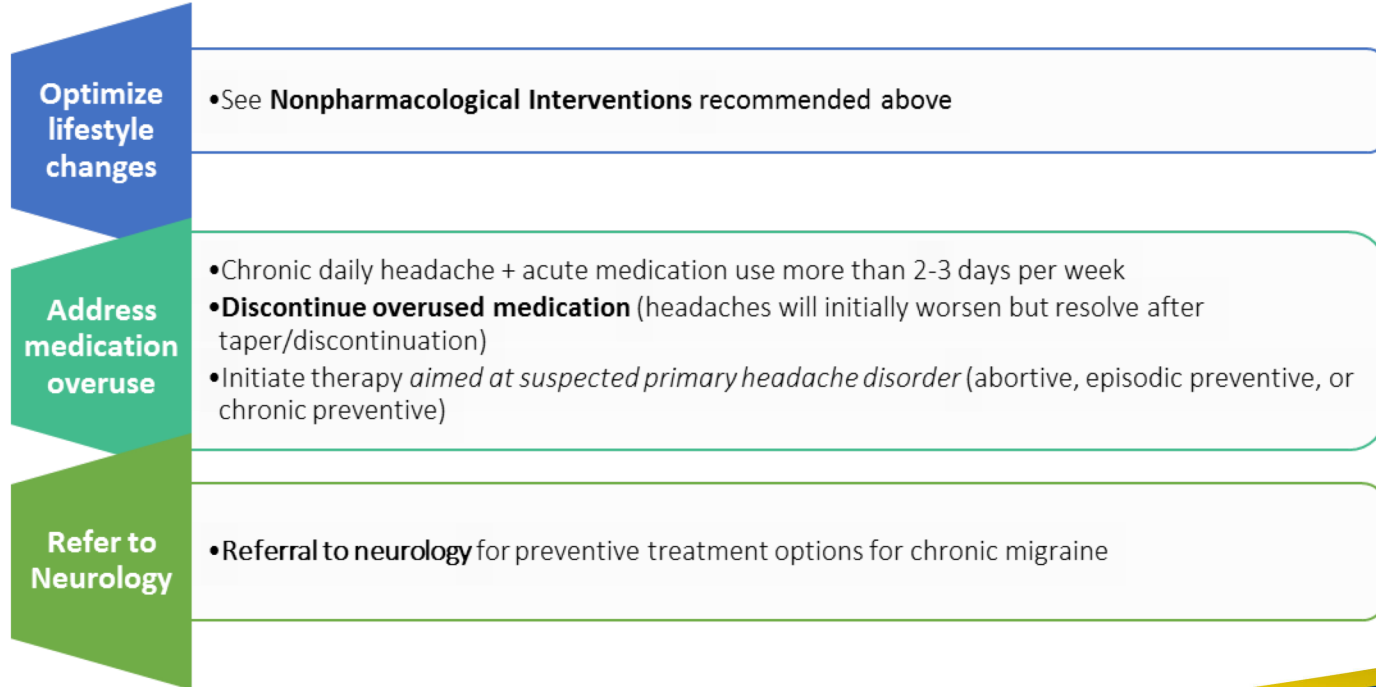 Optimize
lifestyle
changes
•See Nonpharmacological Interventions recommended above
Address
medication
overuse
•Chronic daily headache + acute medication use more than 2-3 days per week
•Discontinue overused medication (headaches will initially worsen but resolve after
taper/discontinuation)
•Initiate therapy aimed at suspected primary headache disorder (abortive, episodic preventive, or
chronic preventive)
Refer to
Neurology
•Referral to neurology for preventive treatment options for chronic migraine